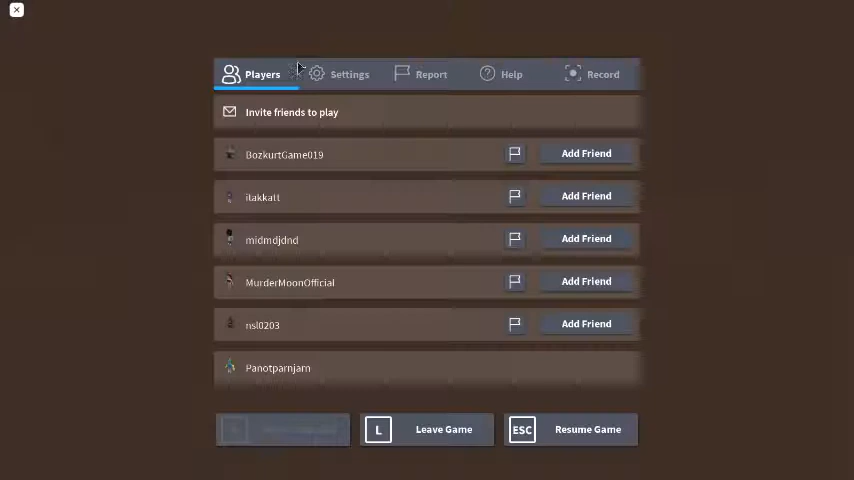 Players Settings Report Help Record
Invite friends to play
BozkurtGame019 Add Friend
itakkatt Add Friend
midmdjdnd Add Friend
MurderMoonOfficial Add Friend
nsl0203 Add Friend
Panotparnjam
L Leave Game ESC Resume Game